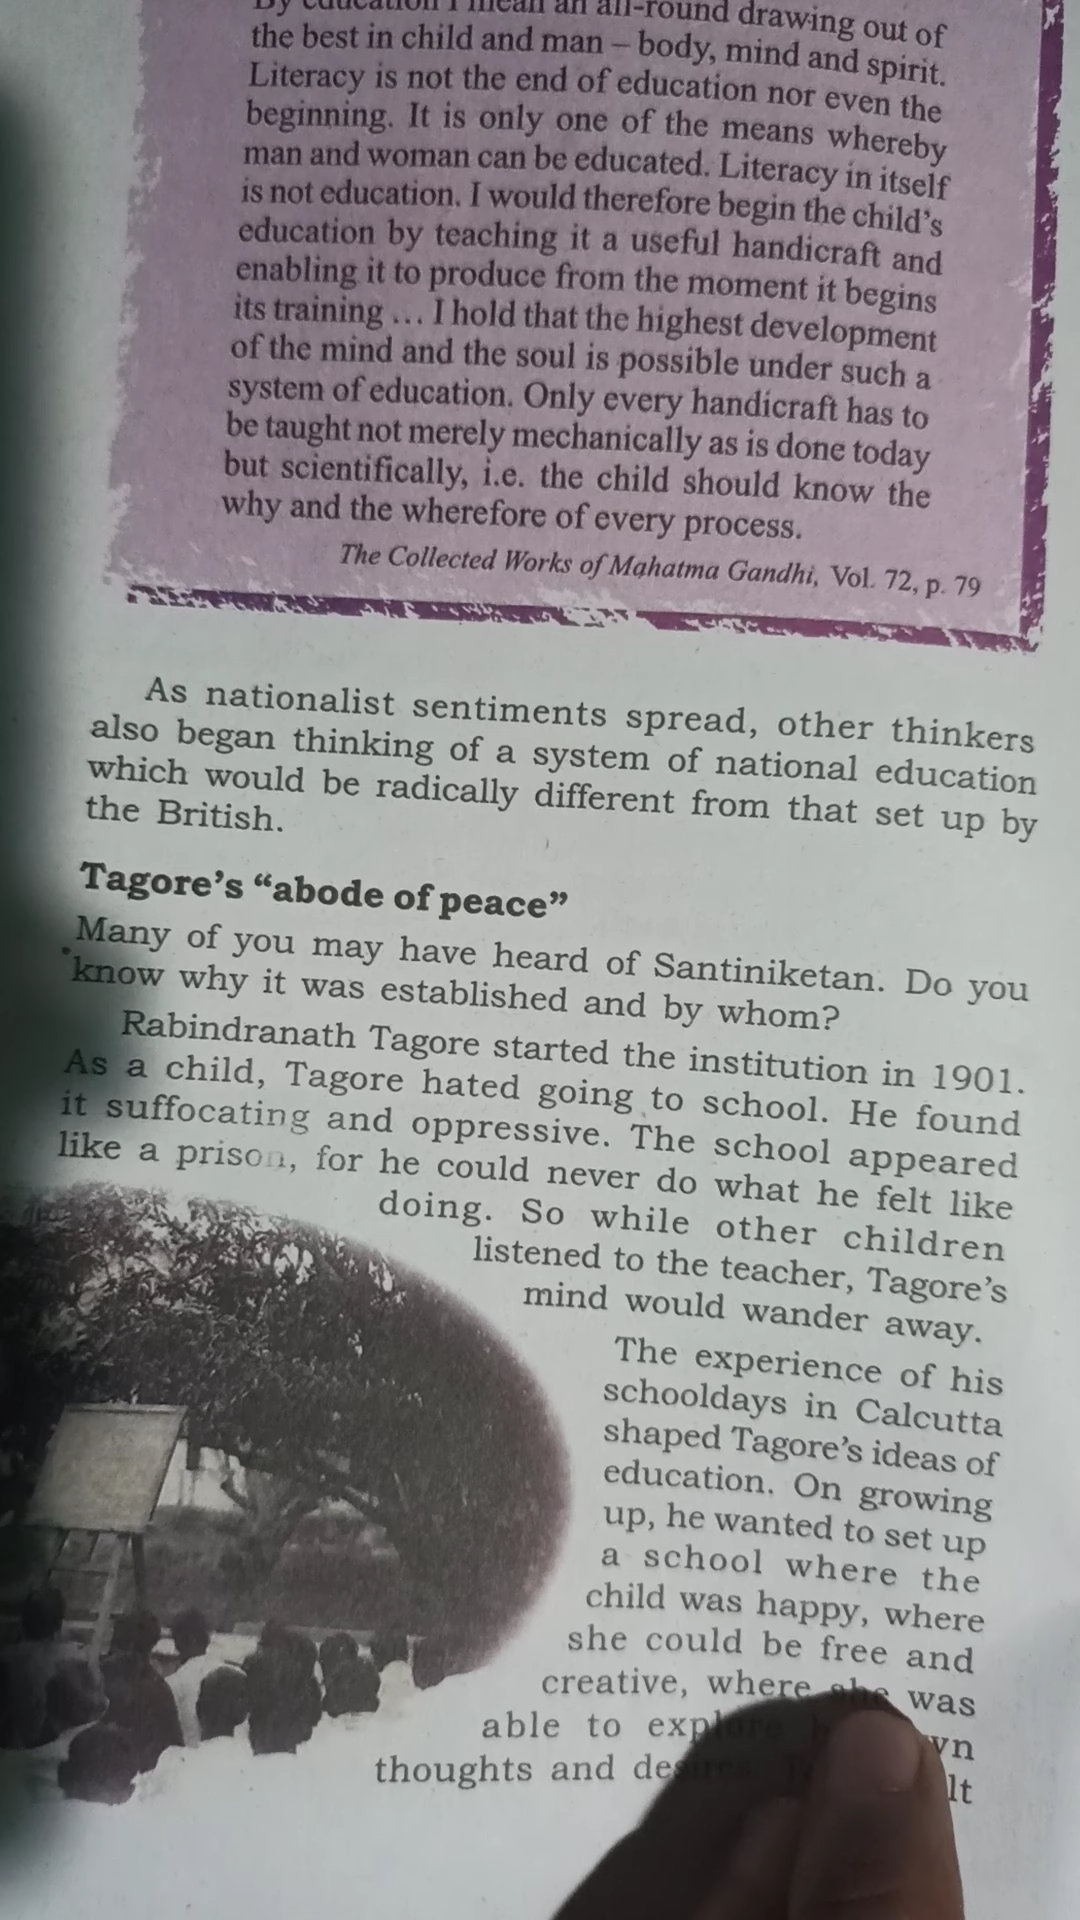 By education I mean an all-round drawing out of
the best in child and man – body, mind and spirit.
Literacy is not the end of education nor even the
beginning. It is only one of the means whereby
man and woman can be educated. Literacy in itself
is not education. I would therefore begin the child's
education by teaching it a useful handicraft and
enabling it to produce from the moment it begins
its training ... I hold that the highest development
of the mind and the soul is possible under such a
system of education. Only every handicraft has to
be taught not merely mechanically as is done today
but scientifically, i.e. the child should know the
why and the wherefore of every process.
The Collected Works of Mahatma Gandhi, Vol. 72, p. 79
As nationalist sentiments spread, other thinkers
also began thinking of a system of national education
which would be radically different from that set up by
the British.
Tagore's "abode of peace"
Many of you may have heard of Santiniketan. Do you
know why it was established and by whom?
Rabindranath Tagore started the institution in 1901.
As a child, Tagore hated going to school. He found
it suffocating and oppressive. The school appeared
like a prison, for he could never do what he felt like
doing. So while other children
listened to the teacher, Tagore's
mind would wander away.
The experience of his
schooldays in Calcutta
shaped Tagore's ideas of
education. On growing
up, he wanted to set up
a school where the
child was happy, where
she could be free and
creative, where she was
able to explore
thoughts and